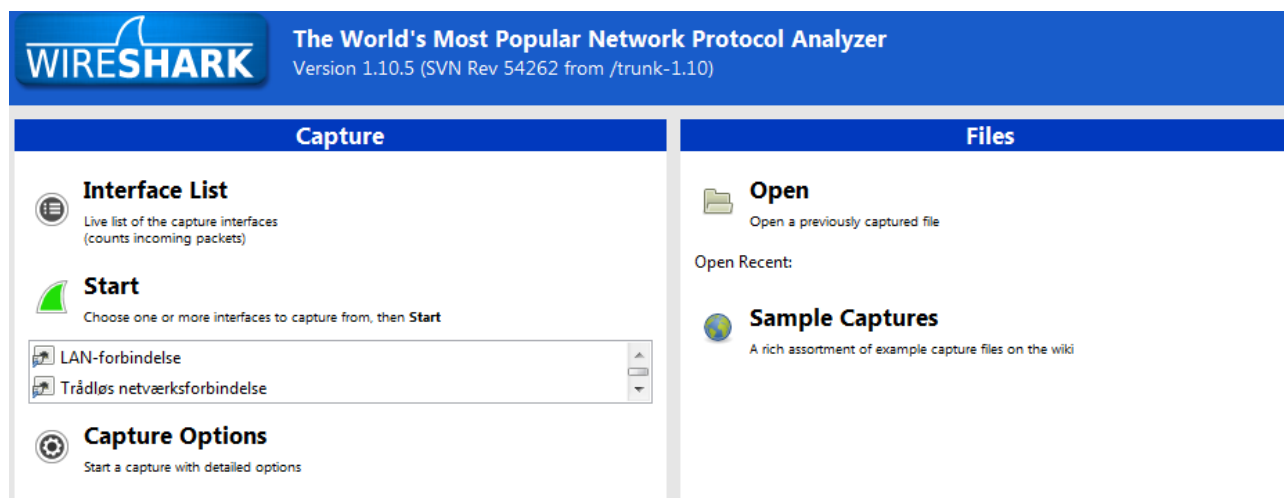 WIRESHARK
The World's Most Popular Network Protocol Analyzer
Version 1.10.5 (SVN Rev 54262 from /trunk-1.10)
Capture
Interface List
Live list of the capture interfaces
(counts incoming packets)
Start
Choose one or more interfaces to capture from, then Start
LAN-forbindelse
Trådløs netværksforbindelse
Capture Options
Start a capture with detailed options
Files
Open
Open a previously captured file
Open Recent:
Sample Captures
A rich assortment of example capture files on the wiki